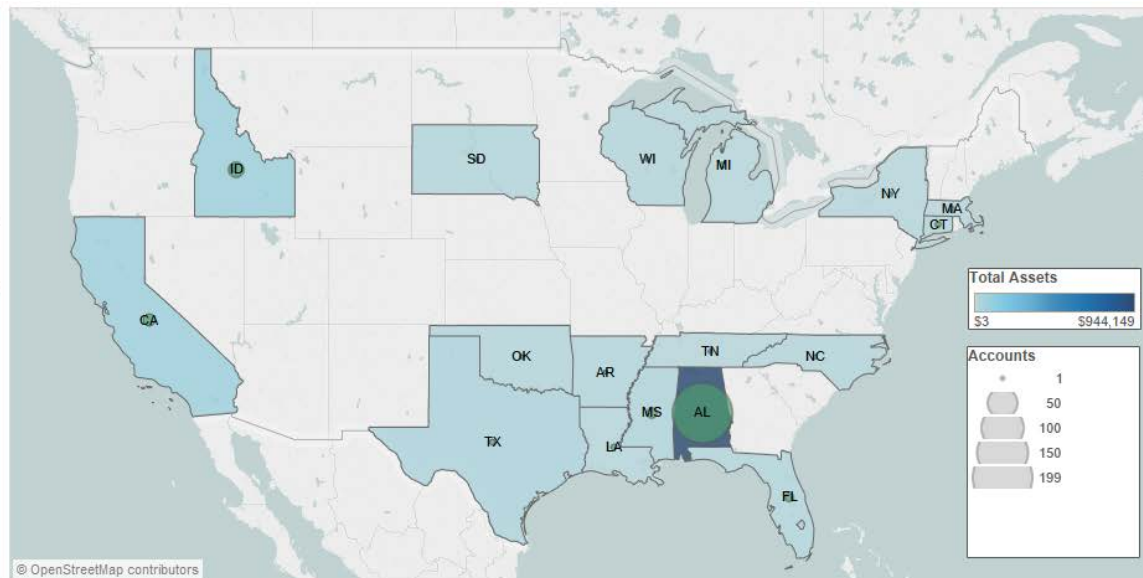 ID
SD
WI
MI
NY
MA
CT
CA
OK
AR
TN
NC
TX
LA
MS
AL
FL
Total Assets
$3 $944,149
Accounts
1
50
100
150
199
© OpenStreetMap contributors